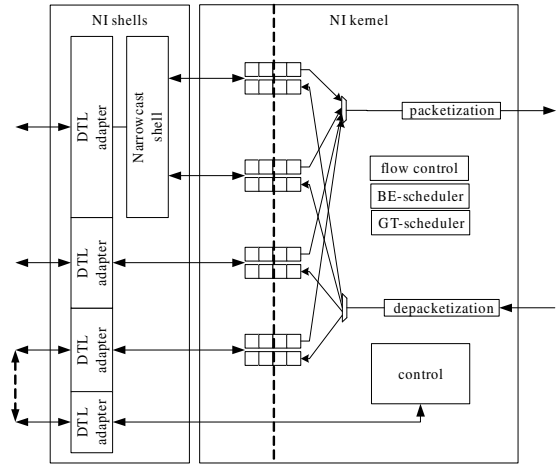 NI shells
NI kernel
DTL
adapter
Narrowcast
shell
packetization
flow control
BE-scheduler
GT-scheduler
DTL
adapter
depacketization
DTL
adapter
control
DTL
adapter